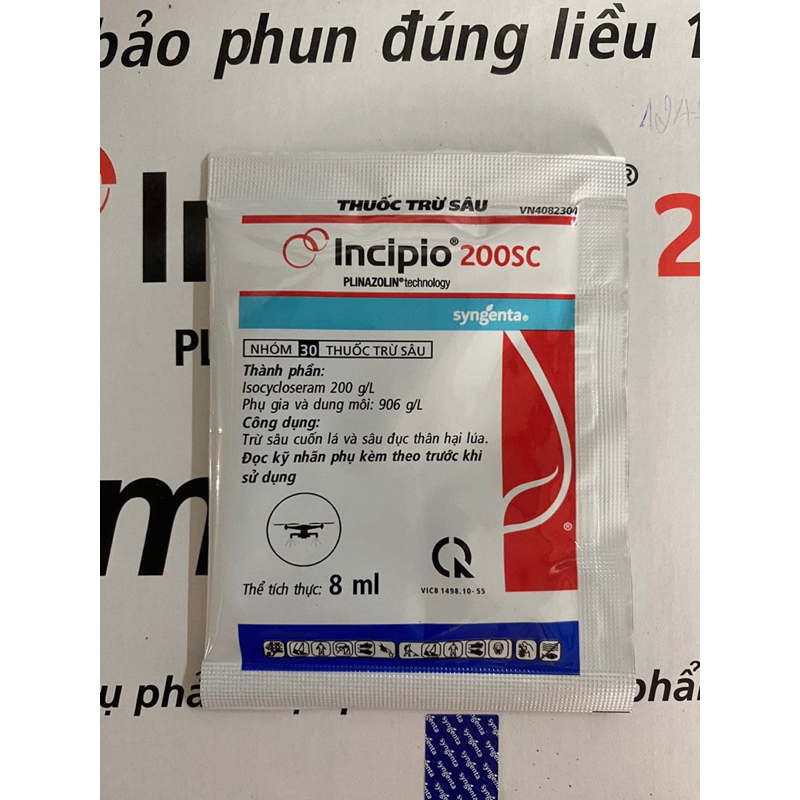 bảo phun đúng liều 1
®
2
THUỐC TRỪ SÂU
VN4082304
Incipio® 200SC
PLINAZOLIN® technology
syngenta®
NHÓM 30 THUỐC TRỪ SÂU
Thành phần:
Isocycloseram 200 g/L
Phụ gia và dung môi: 906 g/L
Công dụng:
Trừ sâu cuốn lá và sâu đục thân hại lúa.
Đọc kỹ nhãn phụ kèm theo trước khi
sử dụng
®
Thể tích thực: 8 ml
VICB 1498.10- 55
syngenta